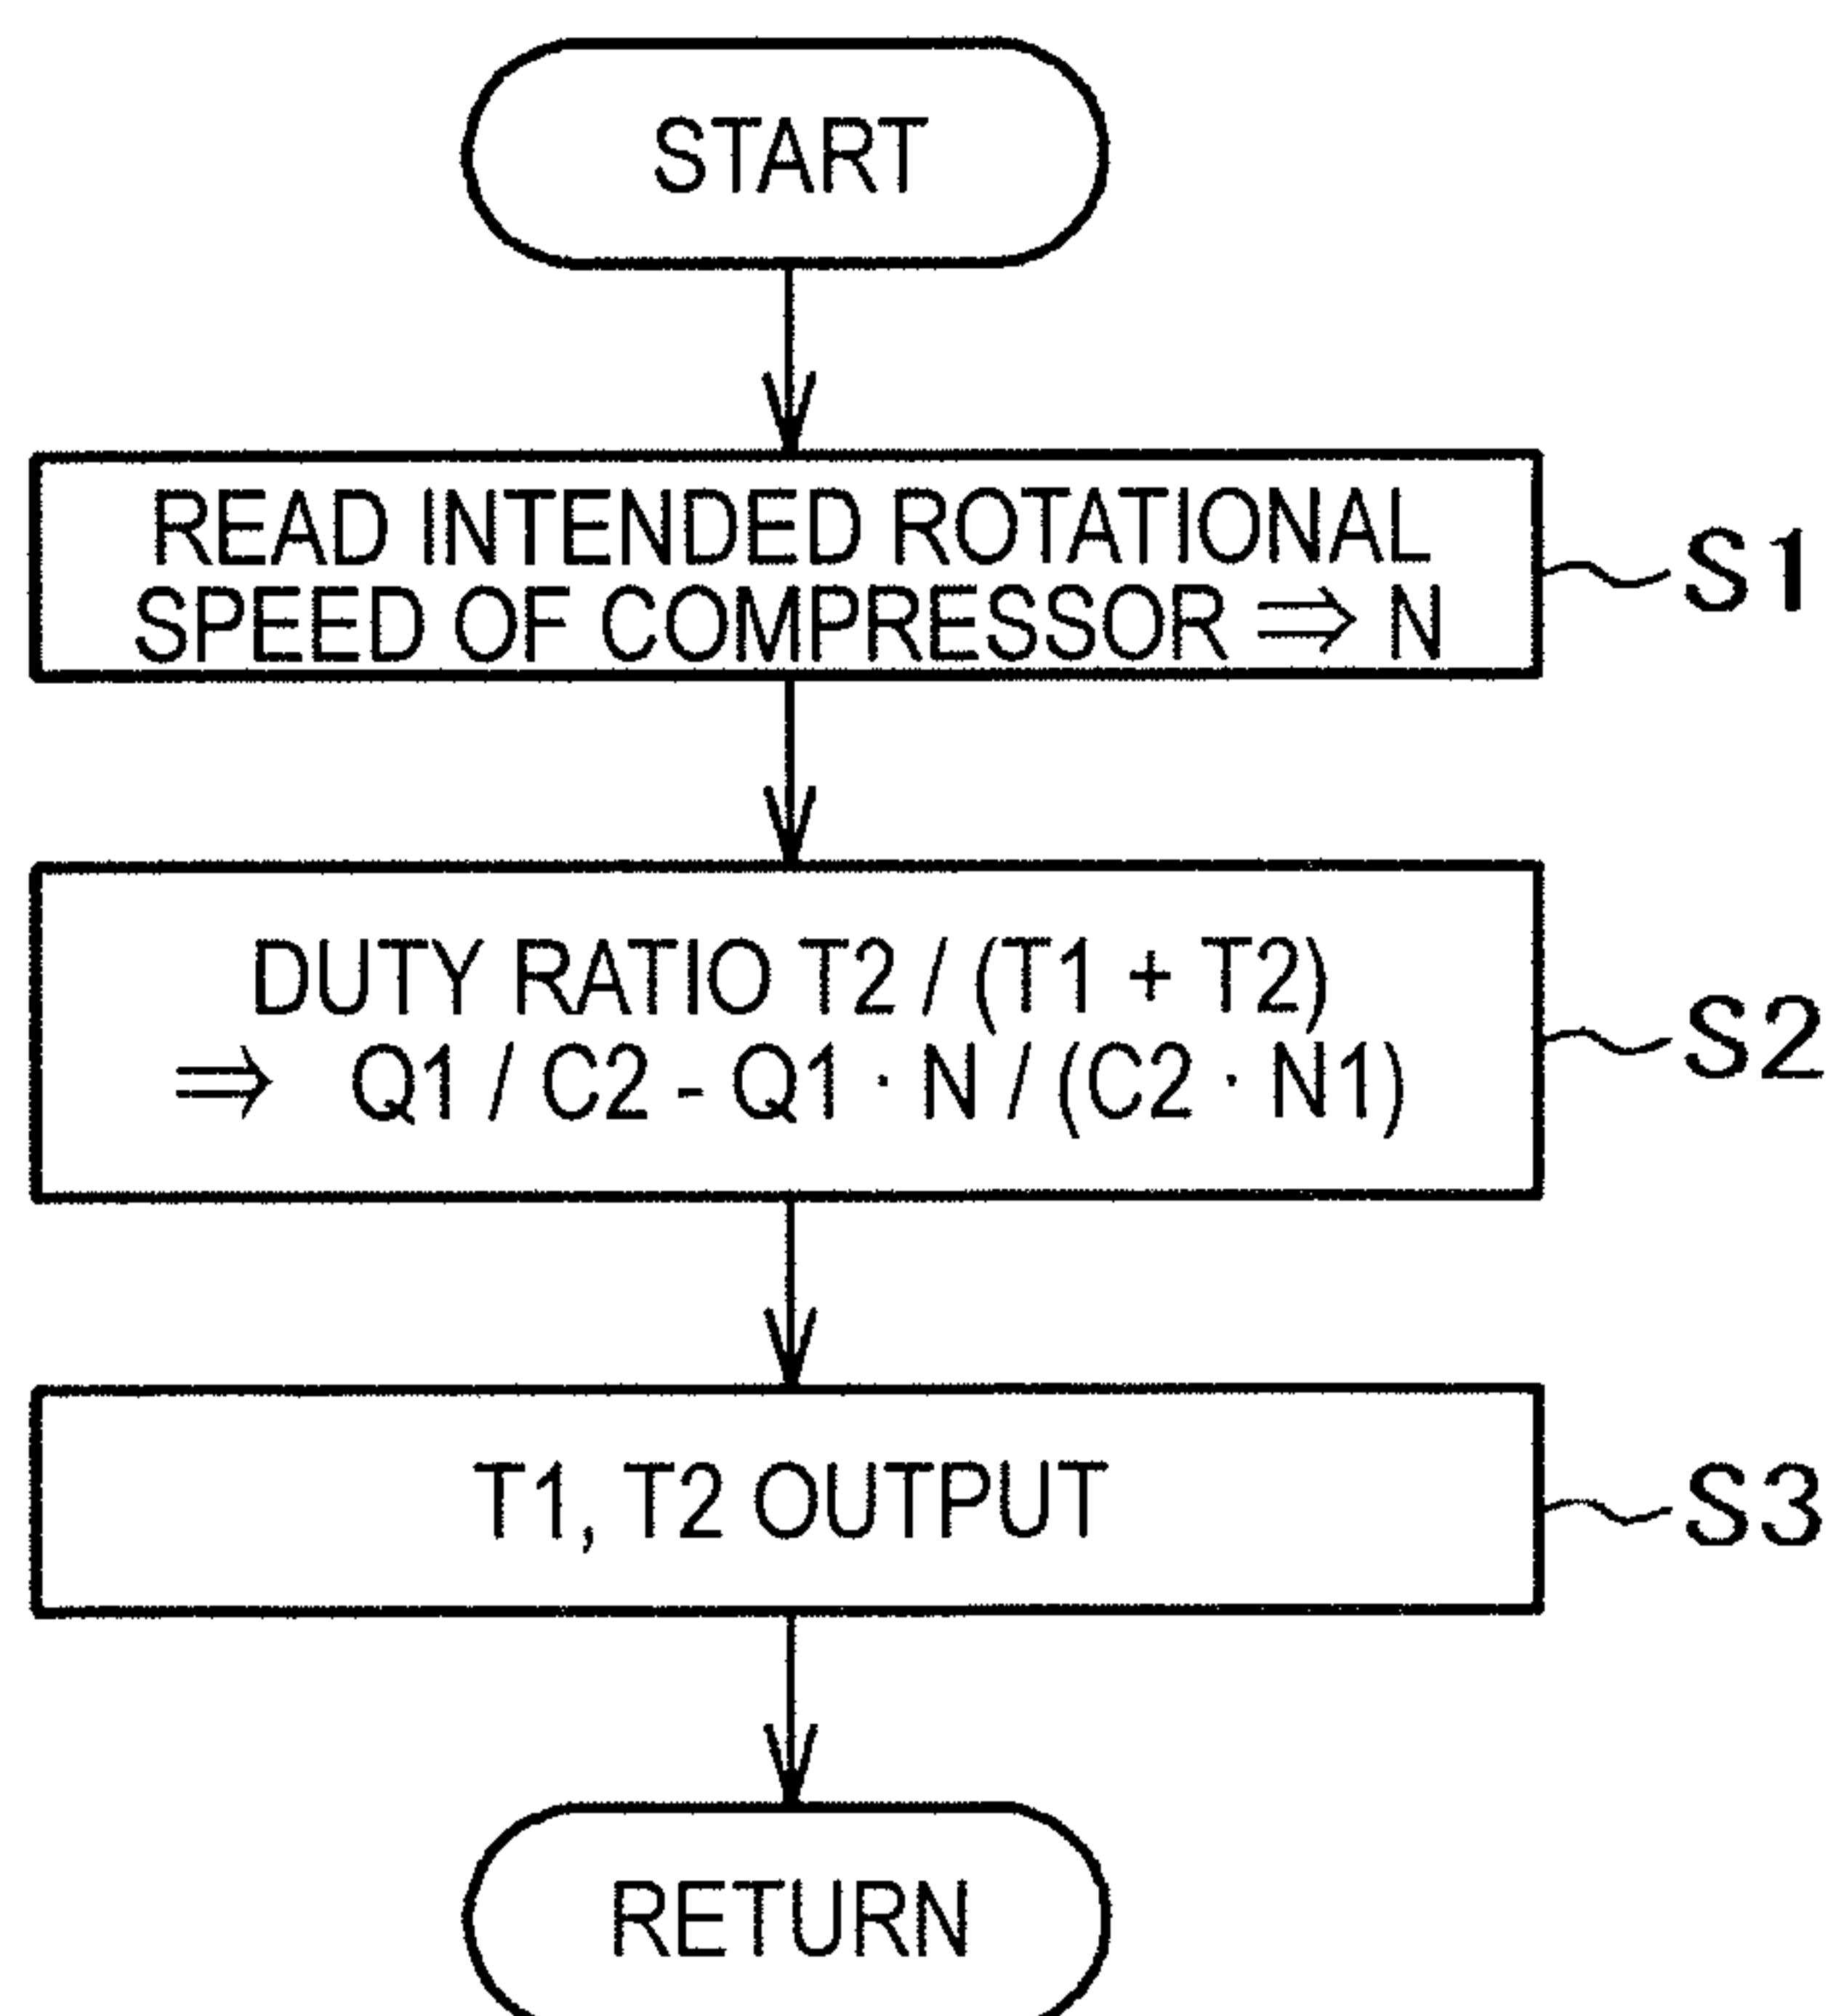 START
READ INTENDED ROTATIONAL
SPEED OF COMPRESSOR ⇒ N
S1
DUTY RATIO T2 / (T1 + T2)
⇒ Q1 / C2 - Q1 · N / (C2 · N1)
S2
T1, T2 OUTPUT
S3
RETURN